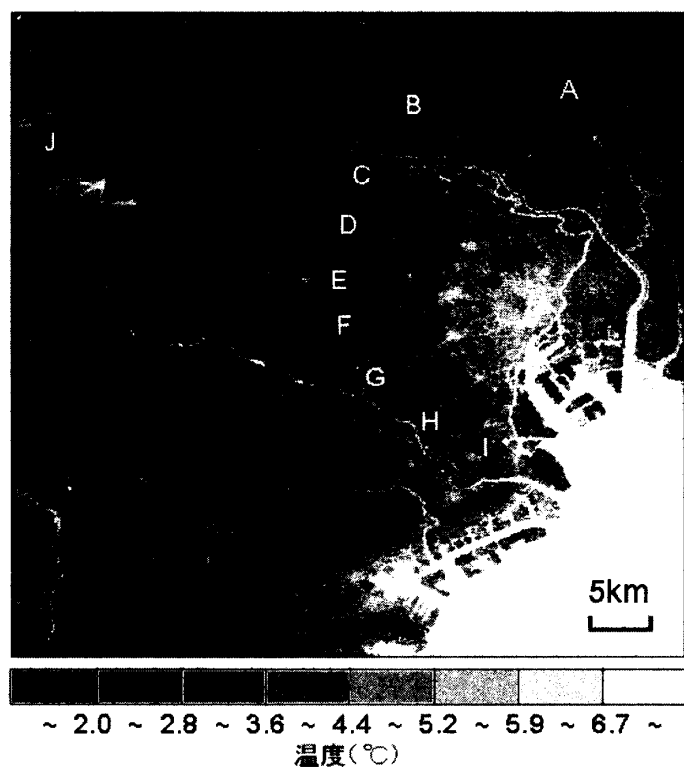 A
B
J
C
D
E
F
G
H
I
5km
~ 2.0 ~ 2.8 ~ 3.6 ~ 4.4 ~ 5.2 ~ 5.9 ~ 6.7 ~
温度(℃)